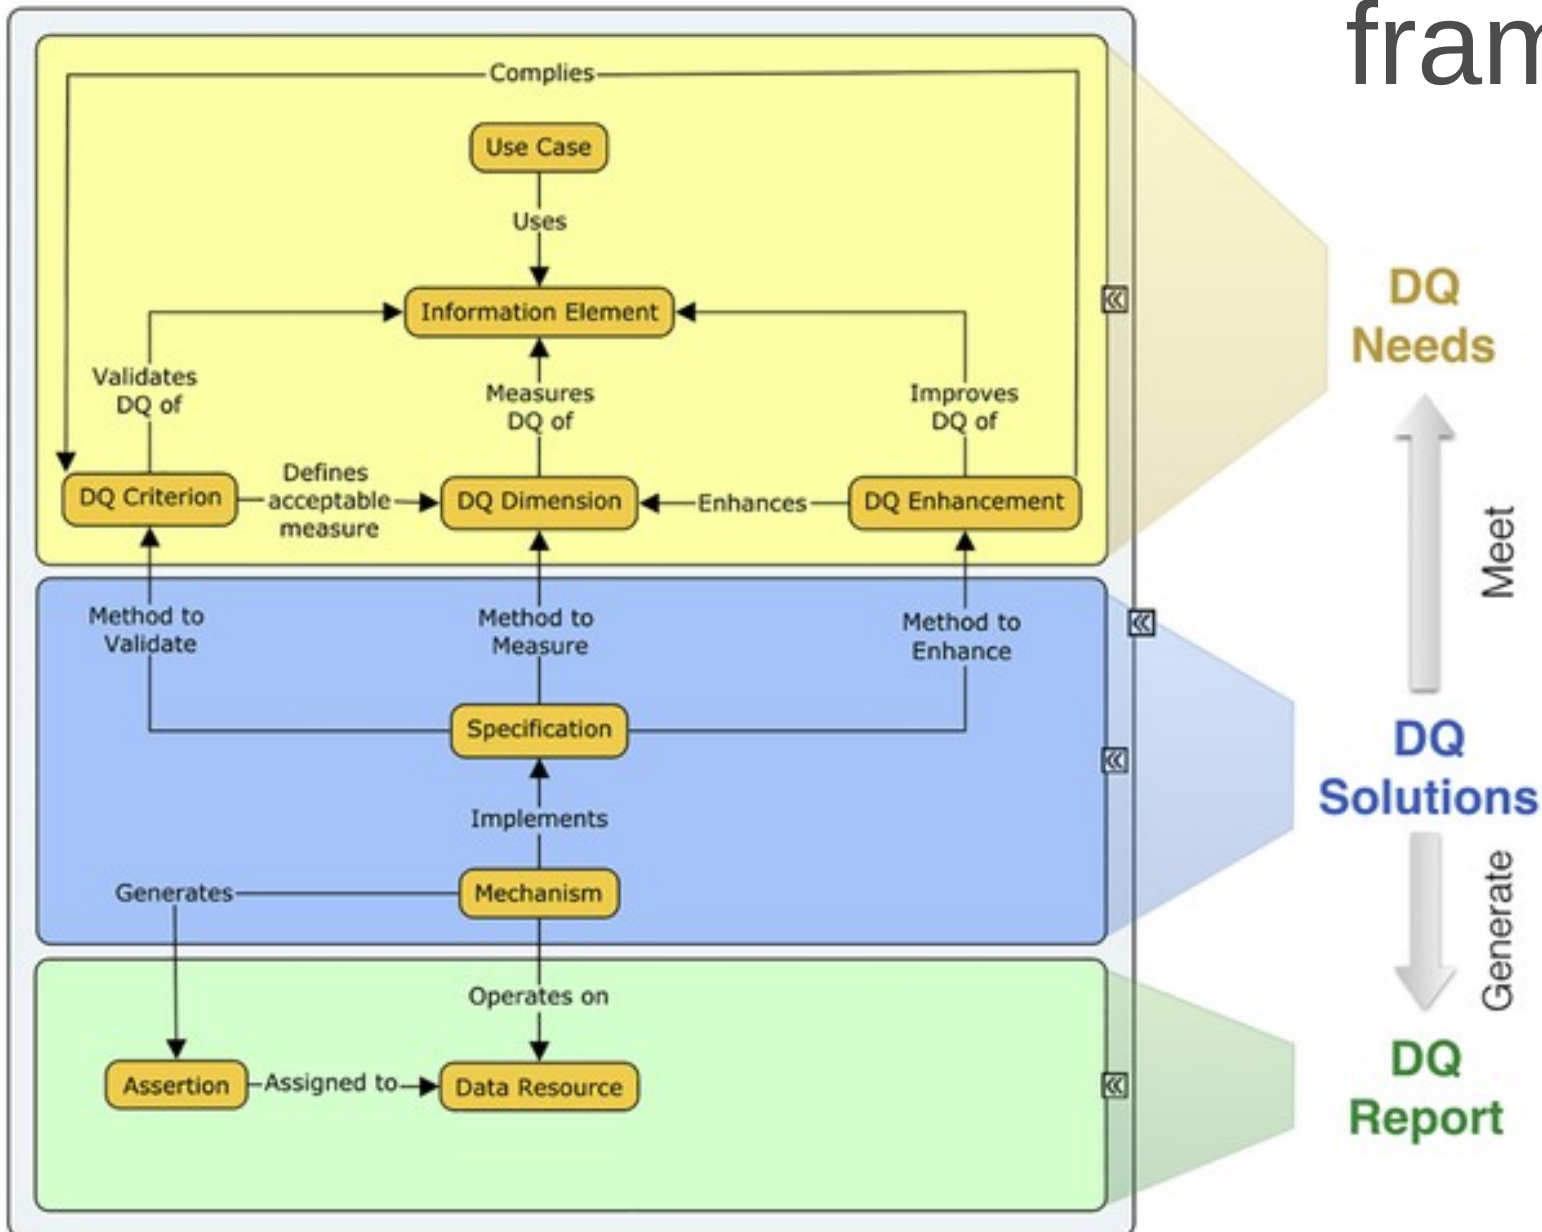 fram
Complies
Use Case
Uses
Information Element
Validates
DQ of
Measures
DQ of
Improves
DQ of
DQ Criterion
Defines
acceptable
measure
DQ Dimension
Enhances
DQ Enhancement
DQ
Needs
Meet
Method to
Validate
Method to
Measure
Method to
Enhance
Specification
DQ
Solutions
Implements
Generates
Mechanism
Generate
Operates on
Assertion
Assigned to
Data Resource
DQ
Report